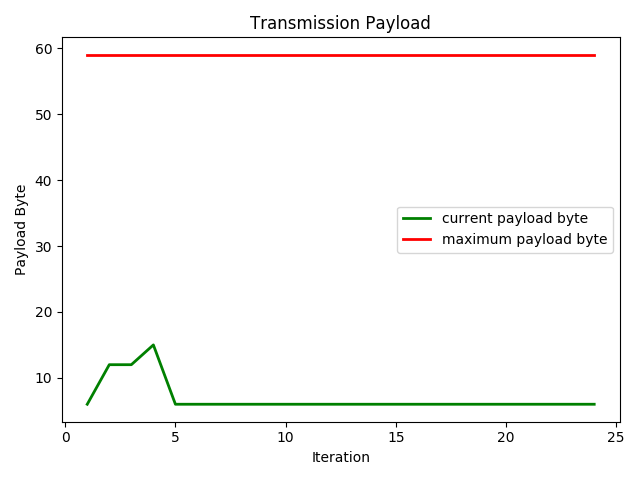 Transmission Payload
60
50
40
30
20
10
Payload Byte
current payload byte
maximum payload byte
0
5
10
15
20
25
Iteration